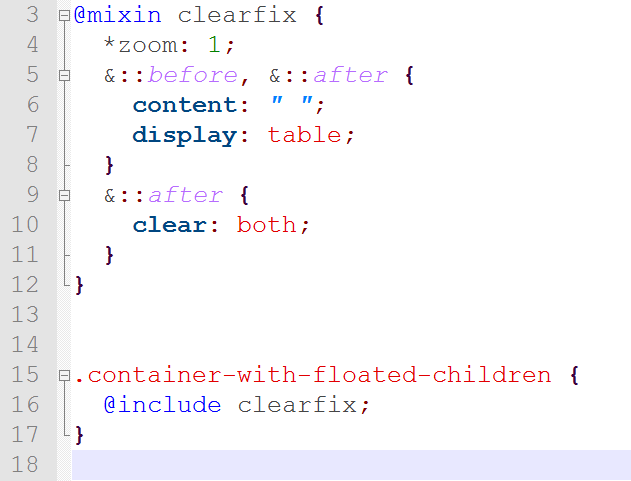 3 @mixin clearfix {
4   *zoom: 1;
5   &::before, &::after {
6     content: " ";
7     display: table;
8   }
9   &::after {
10     clear: both;
11   }
12 }
13
14
15 .container-with-floated-children {
16   @include clearfix;
17 }
18